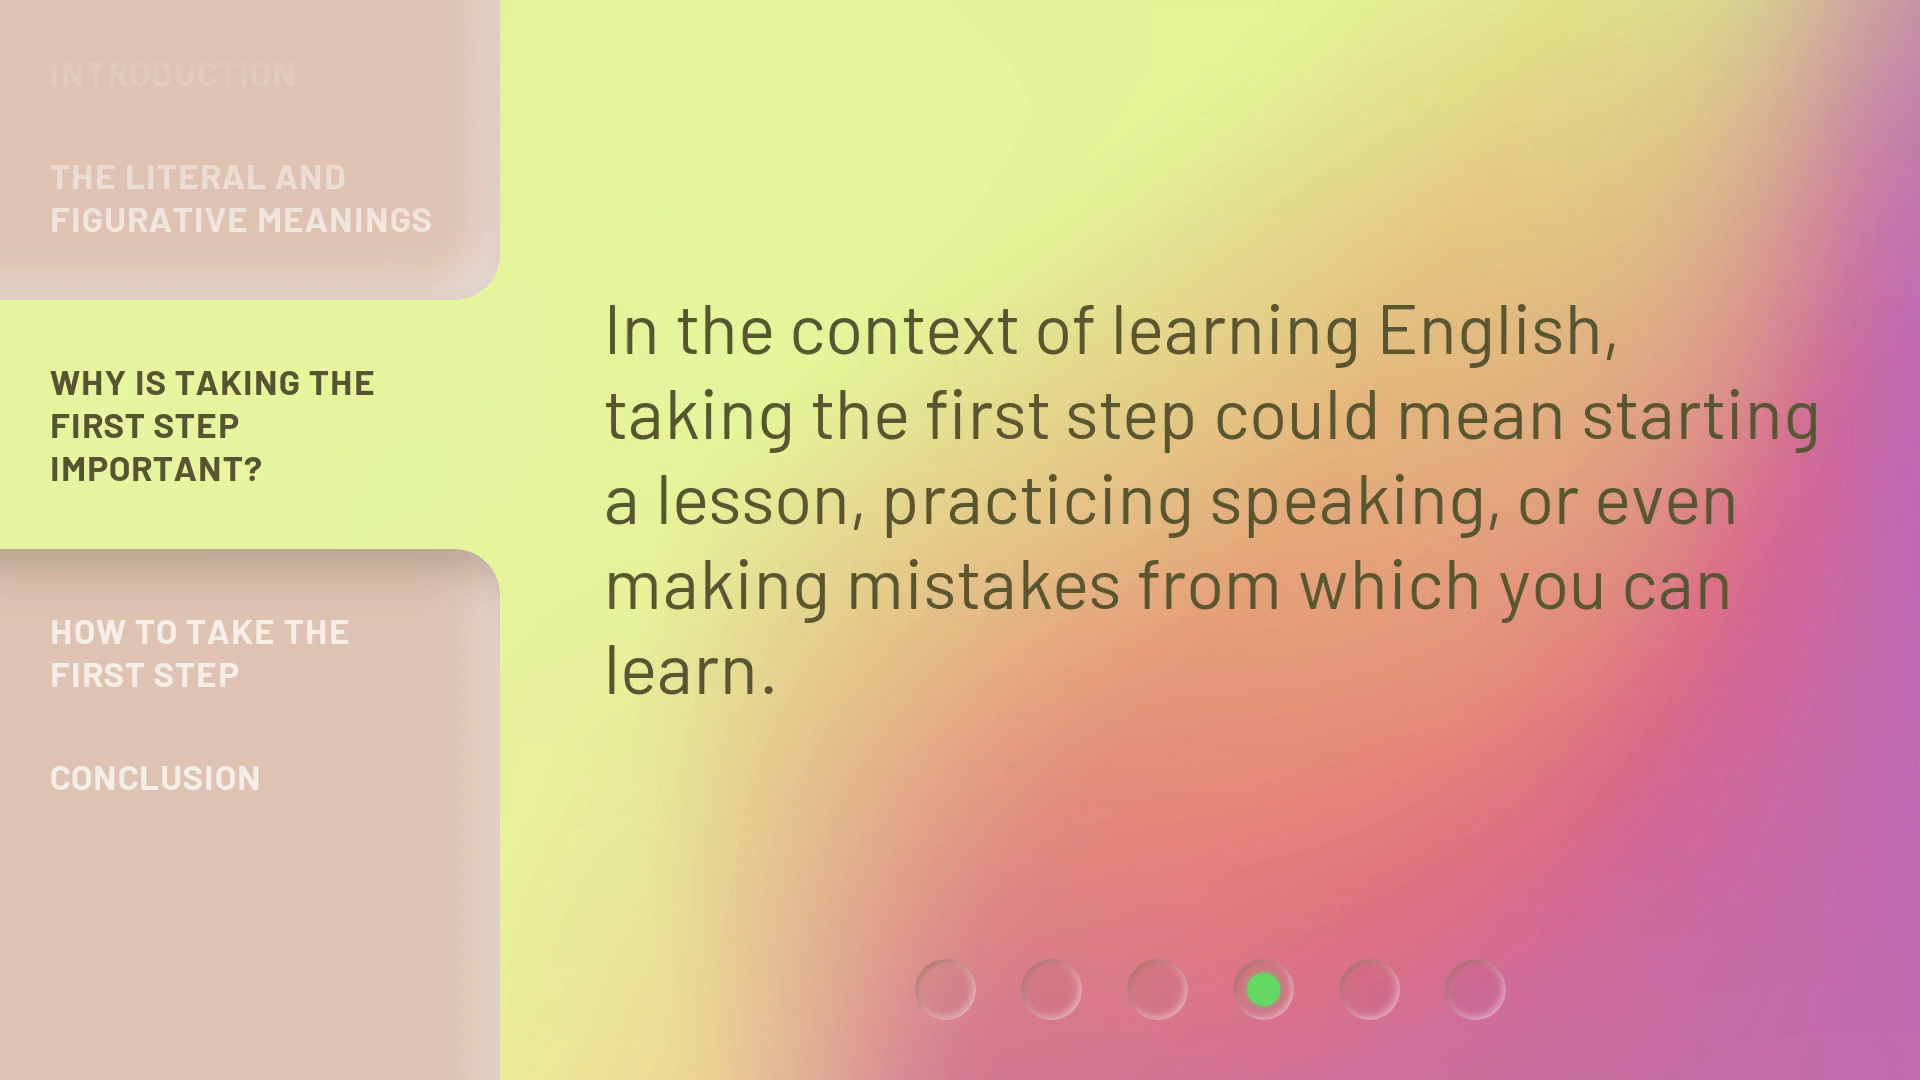 INTRODUCTION
THE LITERAL AND
FIGURATIVE MEANINGS
WHY IS TAKING THE
FIRST STEP
IMPORTANT?
HOW TO TAKE THE
FIRST STEP
CONCLUSION
In the context of learning English,
taking the first step could mean starting
a lesson, practicing speaking, or even
making mistakes from which you can
learn.